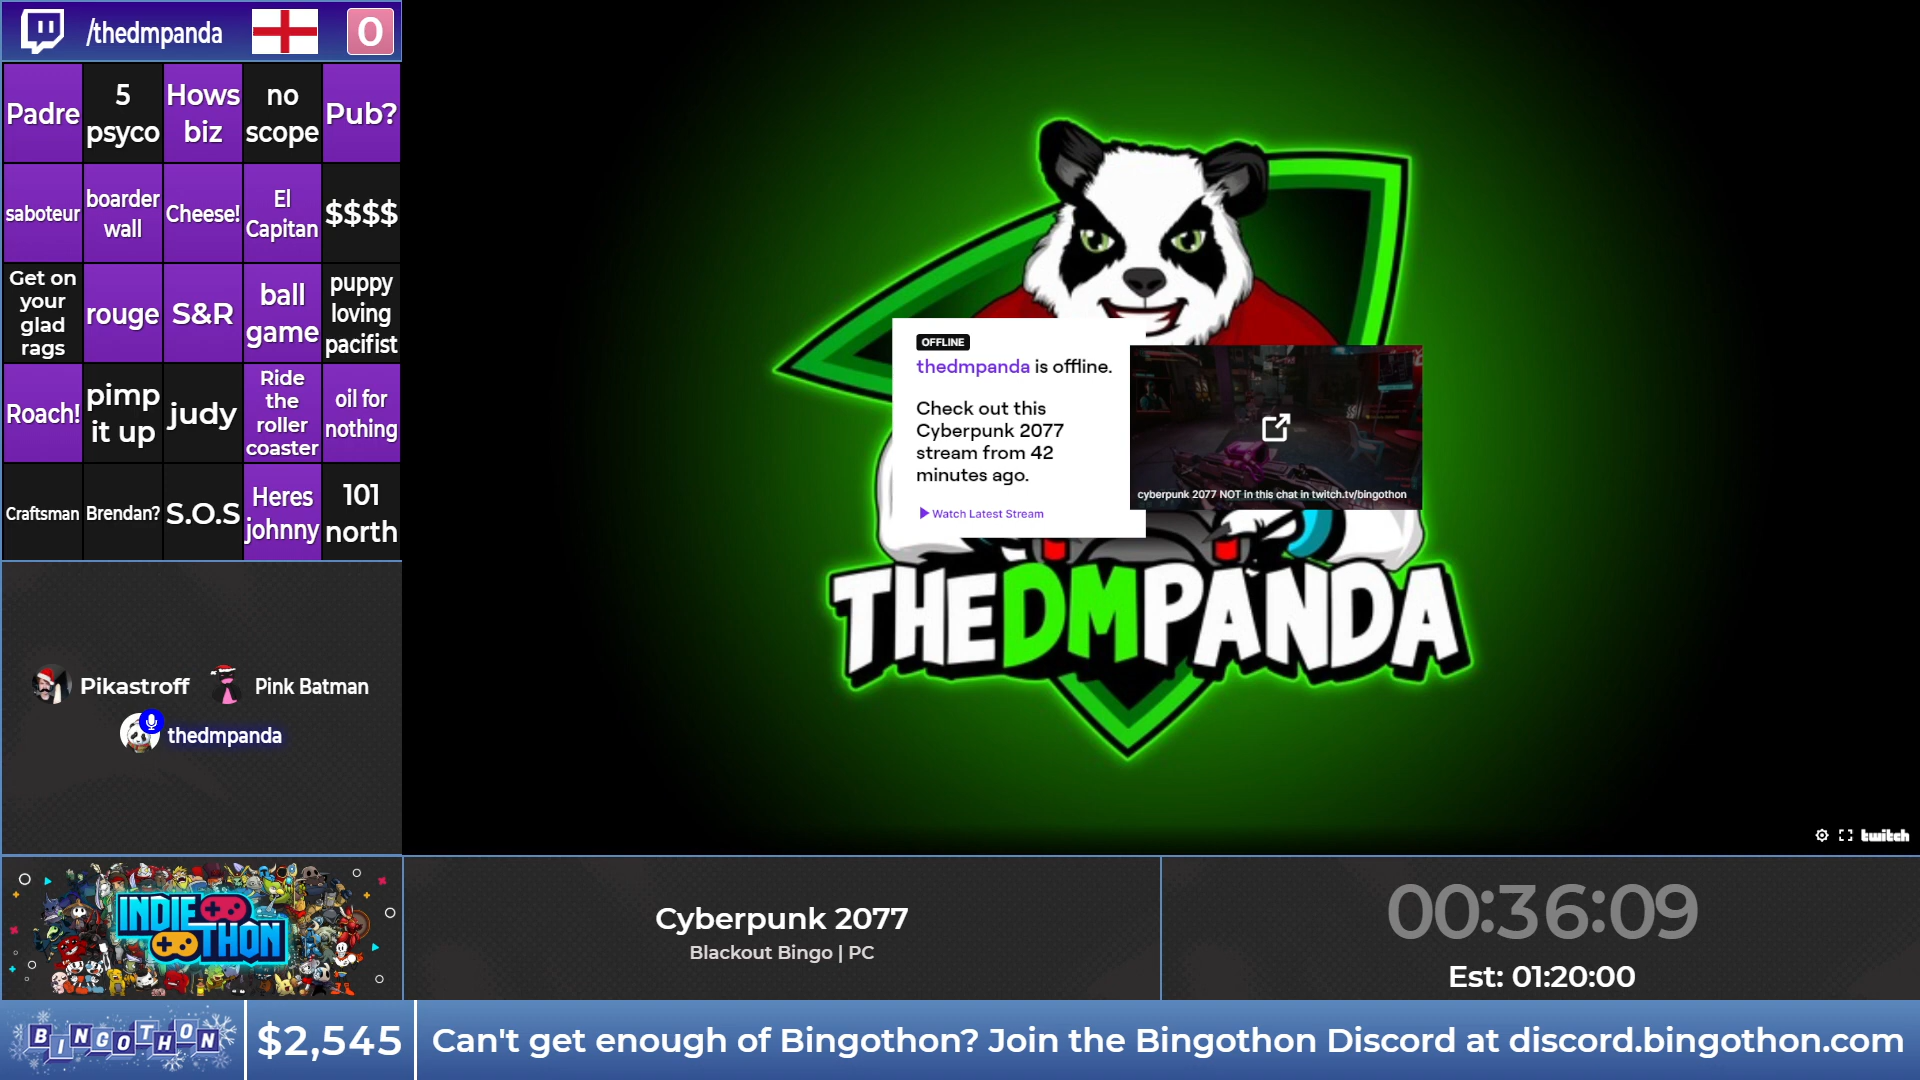 /thedmpanda
0
Padre
5
psyco
Hows
biz
no
scope
Pub?
saboteur
boarder
wall
Cheese!
El
Capitan
$$$$
Get on
your
glad
rags
rouge
S&R
ball
game
puppy
loving
pacifist
Roach!
pimp
it up
judy
Ride
the
roller
coaster
oil for
nothing
Craftsman
Brendan?
S.O.S
Heres
johnny
101
north
OFFLINE
thedmpanda is offline.
Check out this
Cyberpunk 2077
stream from 42
minutes ago.
Watch Latest Stream
cyberpunk 2077 NOT in this chat in twitch.tv/bingothon
THEDMPANDA
twitch
Pikastroff
Pink Batman
thedmpanda
INDIE
THON
Cyberpunk 2077
Blackout Bingo | PC
00:36:09
Est: 01:20:00
BINGOTHON
$2,545
Can't get enough of Bingothon? Join the Bingothon Discord at discord.bingothon.com